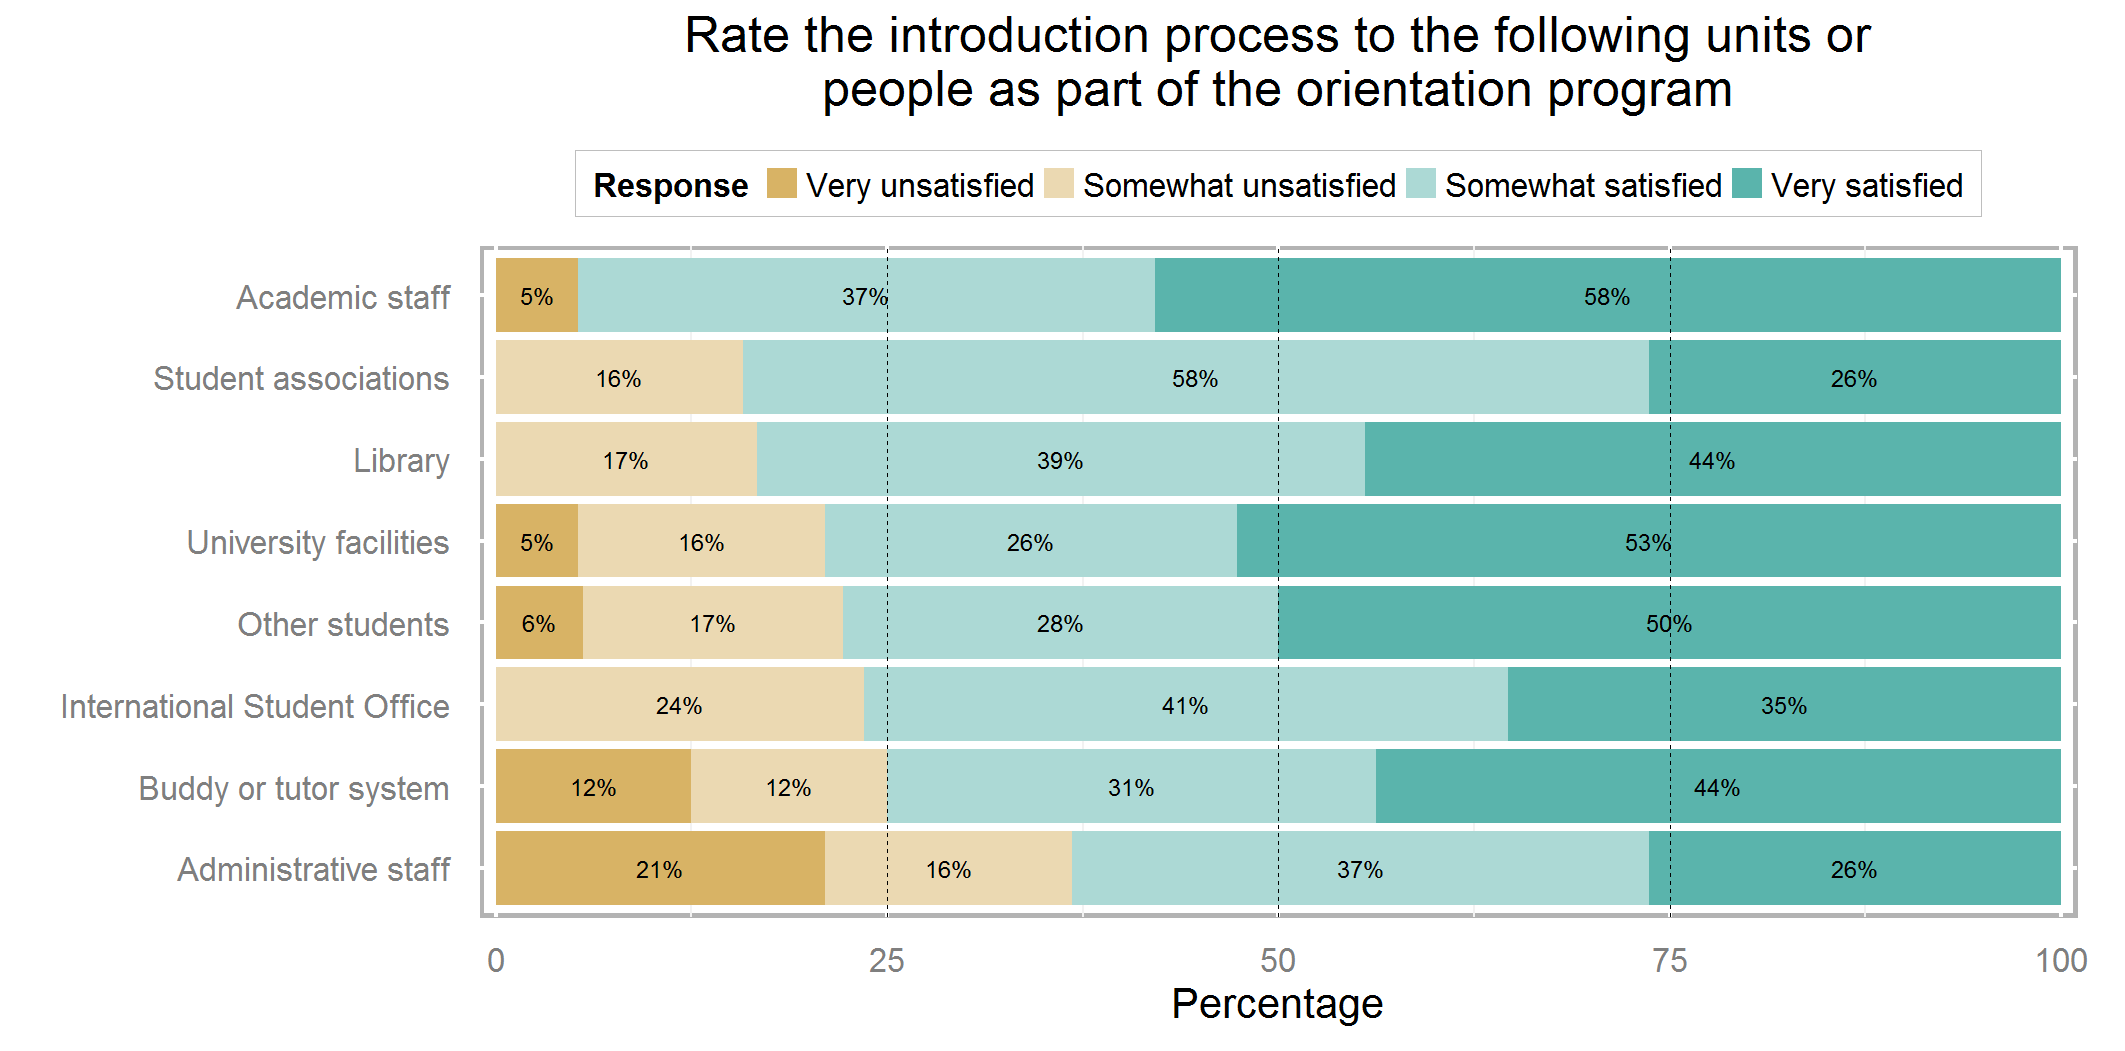 Rate the introduction process to the following units or
people as part of the orientation program
Response Very unsatisfied Somewhat unsatisfied Somewhat satisfied Very satisfied
Academic staff 5% 37% 58%
Student associations 16% 58% 26%
Library 17% 39% 44%
University facilities 5% 16% 26% 53%
Other students 6% 17% 28% 50%
International Student Office 24% 41% 35%
Buddy or tutor system 12% 12% 31% 44%
Administrative staff 21% 16% 37% 26%
0 25 50 75 100
Percentage